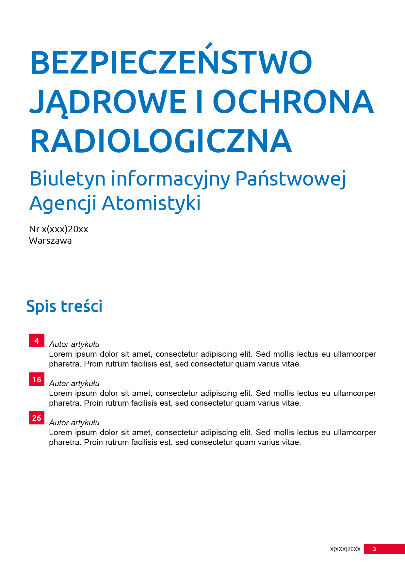 BEZPIECZEŃSTWO
JĄDROWE I OCHRONA
RADIOLOGICZNA
Biuletyn informacyjny Państwowej
Agencji Atomistyki
Nr x(xxx)20xx
Warszawa
Spis treści
4
Autor artykułu
Lorem ipsum dolor sit amet, consectetur adipiscing elit. Sed mollis lectus eu ullamcorper
pharetra. Proin rutrum facilisis est, sed consectetur quam varius vitae.
16
Autor artykułu
Lorem ipsum dolor sit amet, consectetur adipiscing elit. Sed mollis lectus eu ullamcorper
pharetra. Proin rutrum facilisis est, sed consectetur quam varius vitae.
26
Autor artykułu
Lorem ipsum dolor sit amet, consectetur adipiscing elit. Sed mollis lectus eu ullamcorper
pharetra. Proin rutrum facilisis est, sed consectetur quam varius vitae.
X(XXX)20XX 3